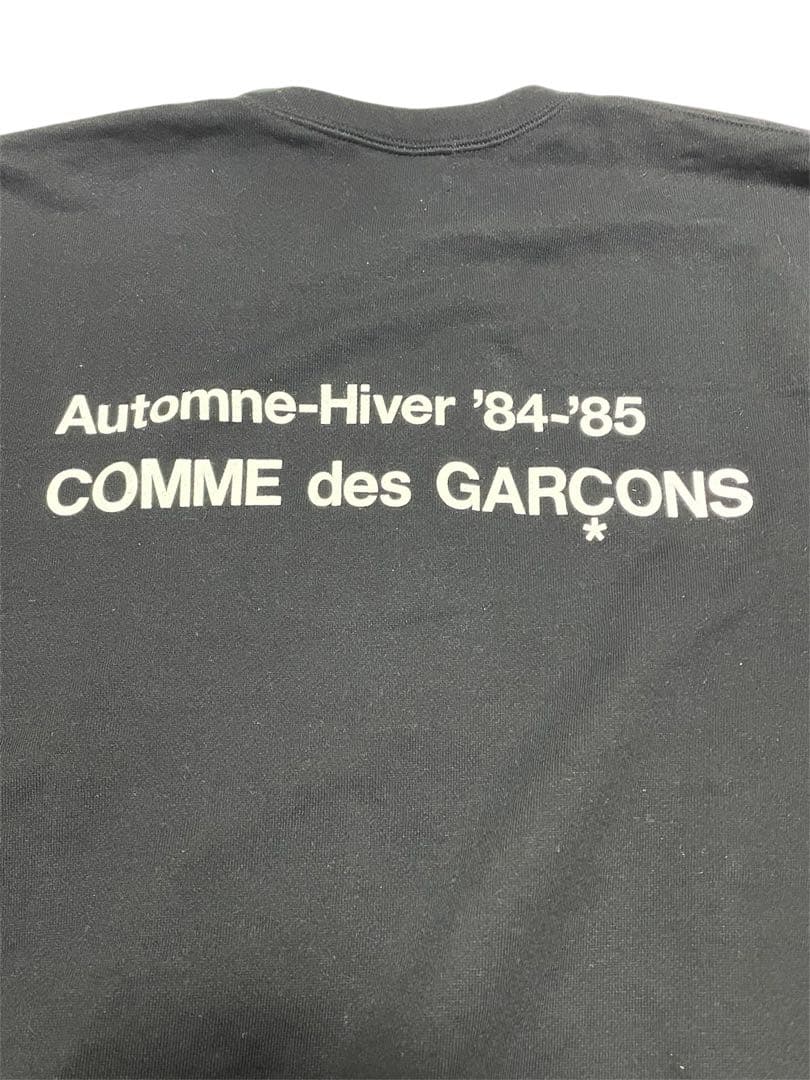 Automne-Hiver '84-'85
COMME des GARÇONS
*